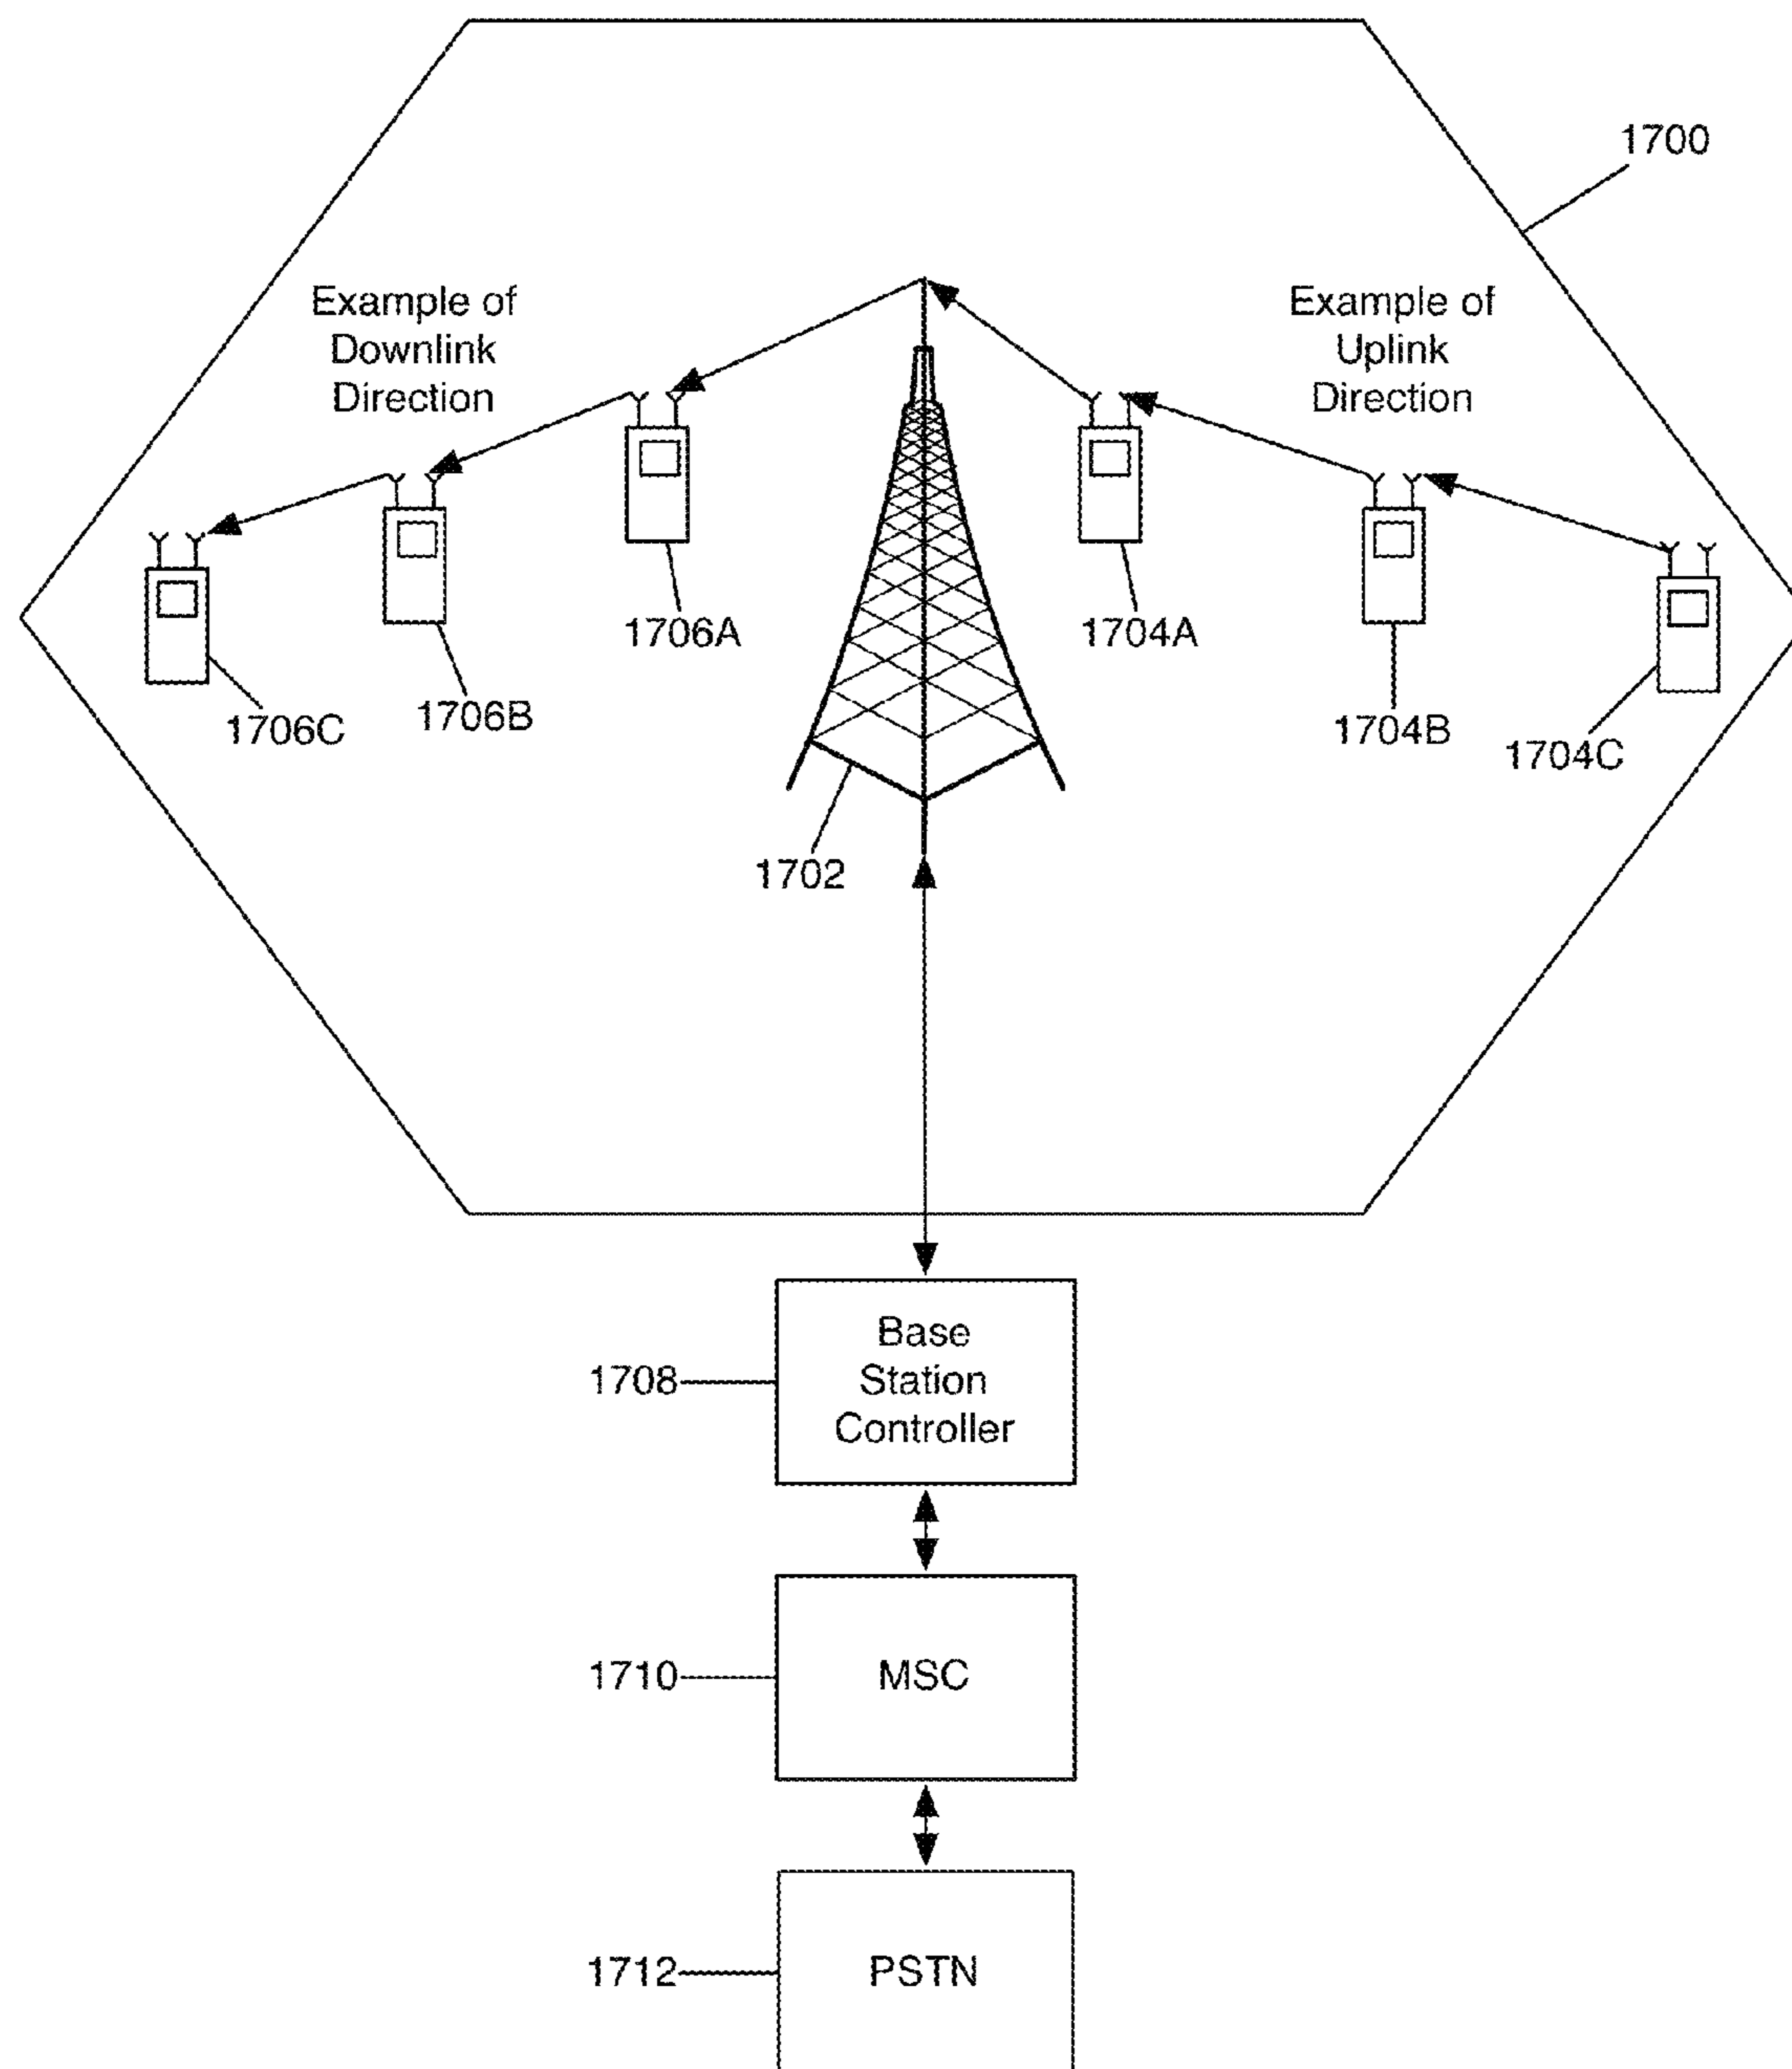 1700
Example of
Downlink
Direction
Example of
Uplink
Direction
1706A
1704A
1706C
1706B
1704B
1704C
1702
Base
Station
Controller
1708
MSC
1710
PSTN
1712